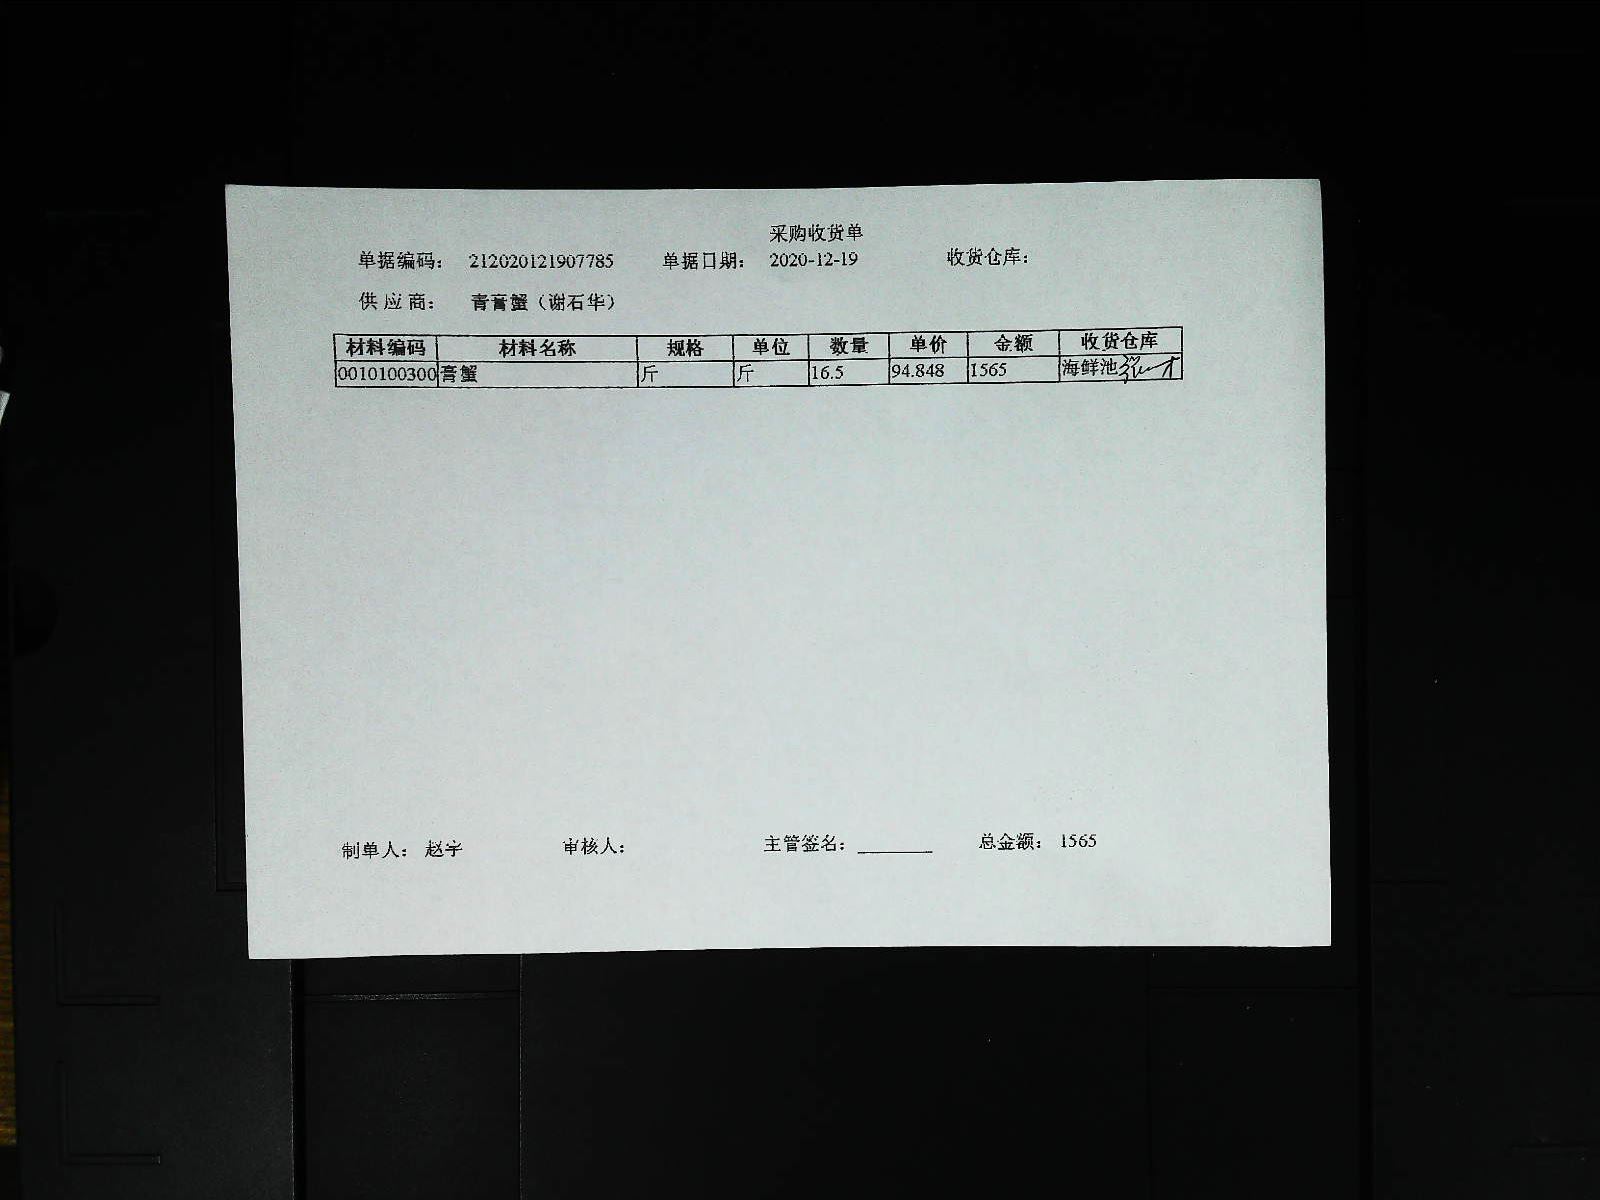 采购收货单
单据编码： 212020121907785 单据日期： 2020-12-19 收货仓库：
供 应 商： 青膏蟹（谢石华）
材料编码 材料名称 规格 单位 数量 单价 金额 收货仓库
0010100300 膏蟹 斤 斤 16.5 94.848 1565 海鲜池
制单人： 赵宇 审核人： 主管签名： 总金额： 1565